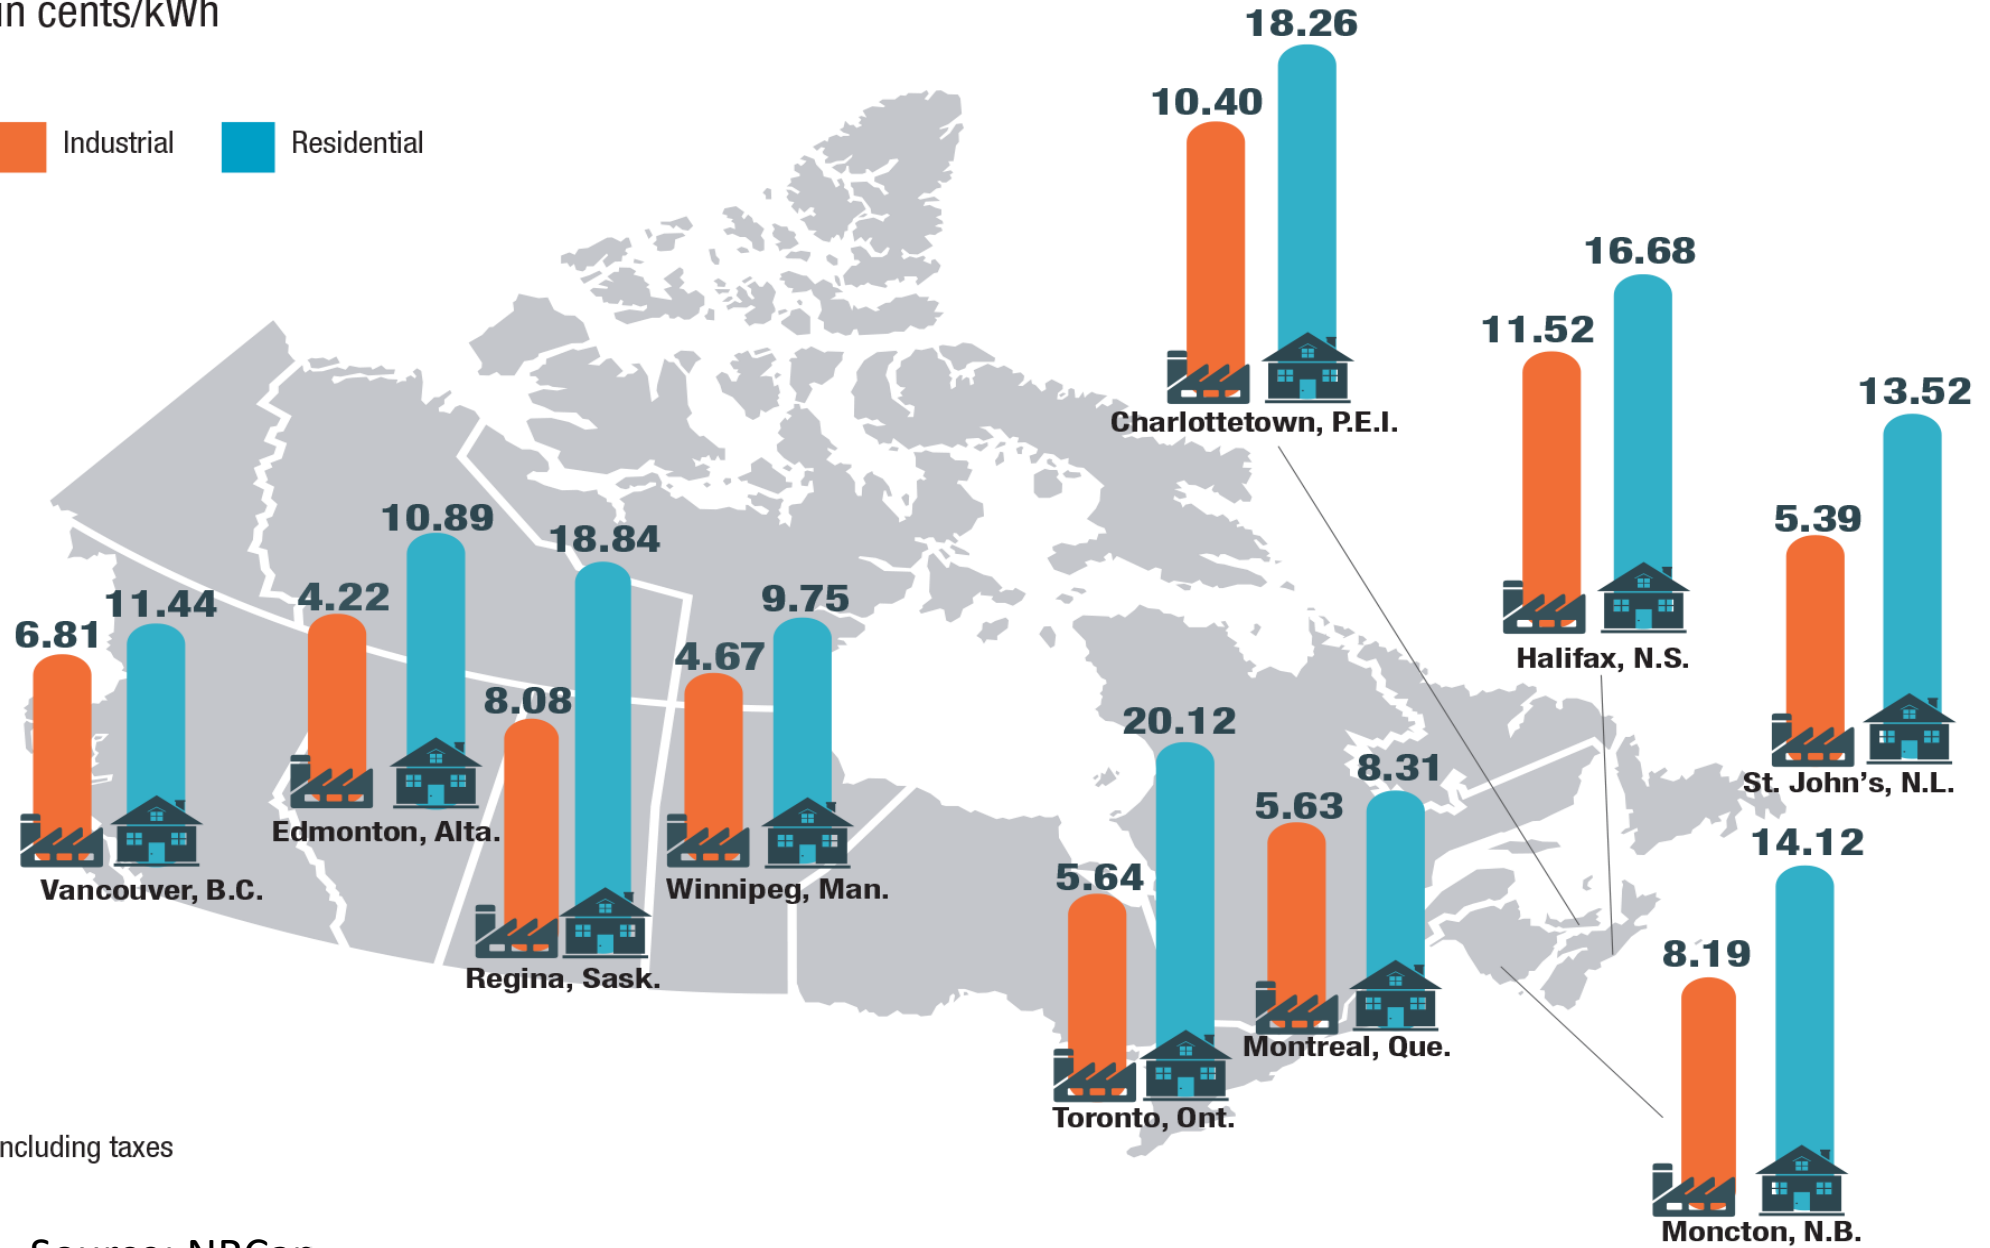 in cents/kWh
Industrial
Residential
18.26
10.40
Charlottetown, P.E.I.
16.68
11.52
Halifax, N.S.
13.52
5.39
St. John’s, N.L.
10.89
4.22
Edmonton, Alta.
18.84
8.08
Regina, Sask.
11.44
6.81
Vancouver, B.C.
9.75
4.67
Winnipeg, Man.
20.12
5.64
Toronto, Ont.
8.31
5.63
Montreal, Que.
14.12
8.19
Moncton, N.B.
ncluding taxes
Source: NRCan